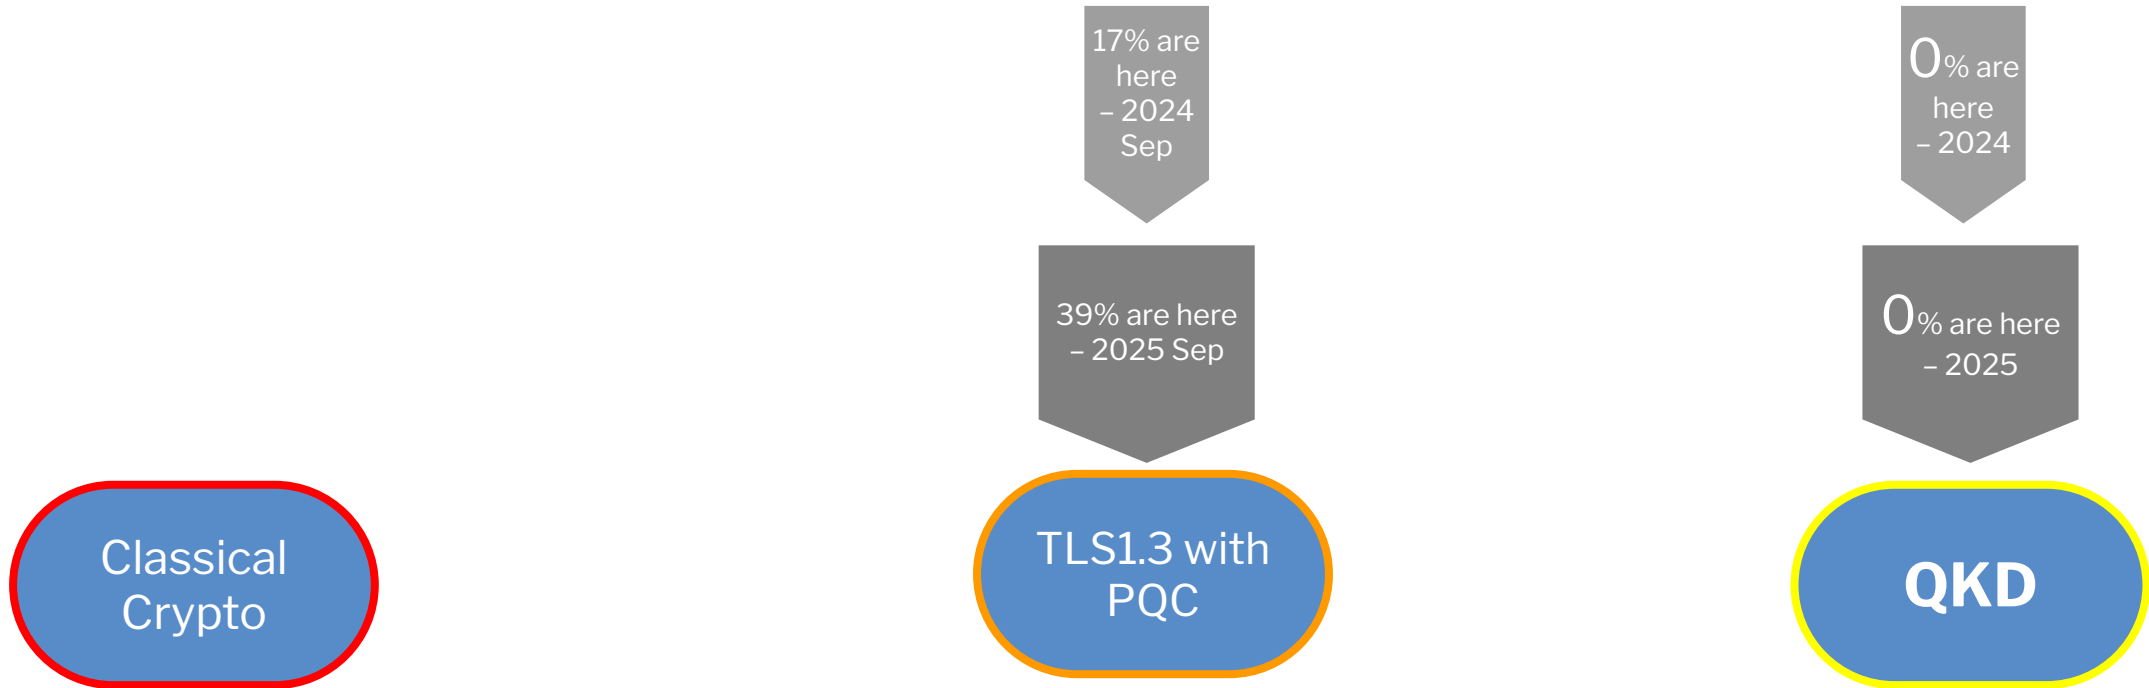 17% are
here
– 2024
Sep
0% are
here
– 2024
39% are here
– 2025 Sep
0% are here
– 2025
Classical
Crypto
TLS1.3 with
PQC
QKD